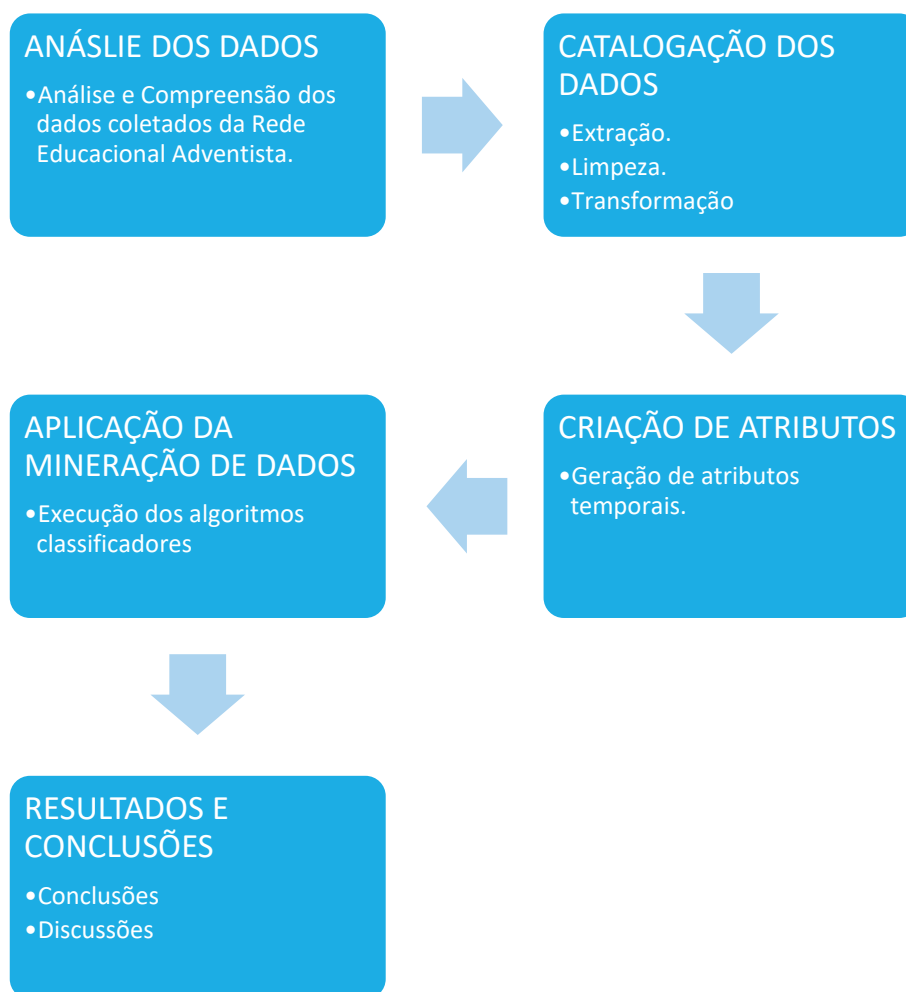 ANÁSLIE DOS DADOS
•Análise e Compreensão dos
dados coletados da Rede
Educacional Adventista.
CATALOGAÇÃO DOS
DADOS
•Extração.
•Limpeza.
•Transformação
CRIAÇÃO DE ATRIBUTOS
•Geração de atributos
temporais.
APLICAÇÃO DA
MINERAÇÃO DE DADOS
•Execução dos algoritmos
classificadores
RESULTADOS E
CONCLUSÕES
•Conclusões
•Discussões